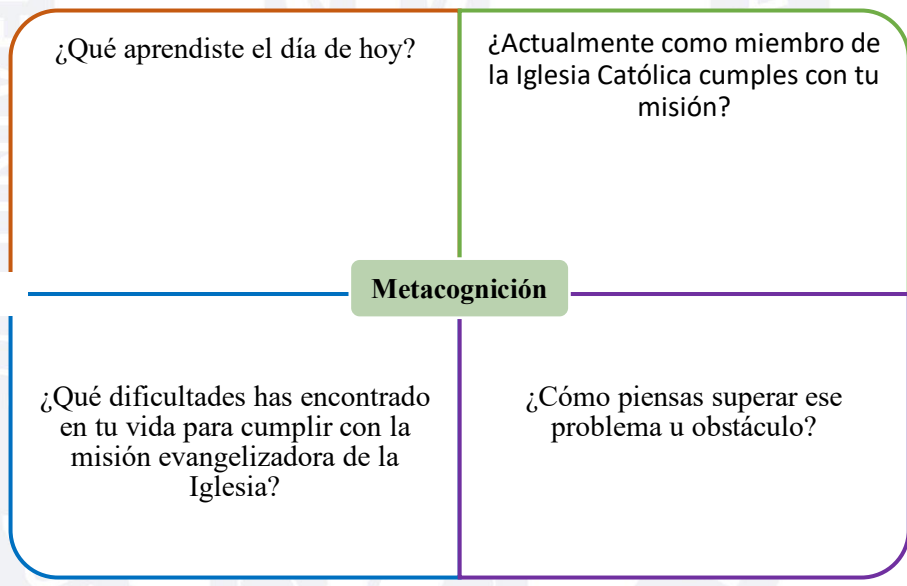 ¿Qué aprendiste el día de hoy?
¿Actualmente como miembro de
la Iglesia Católica cumples con tu
misión?
Metacognición
¿Qué dificultades has encontrado
en tu vida para cumplir con la
misión evangelizadora de la
Iglesia?
¿Cómo piensas superar ese
problema u obstáculo?